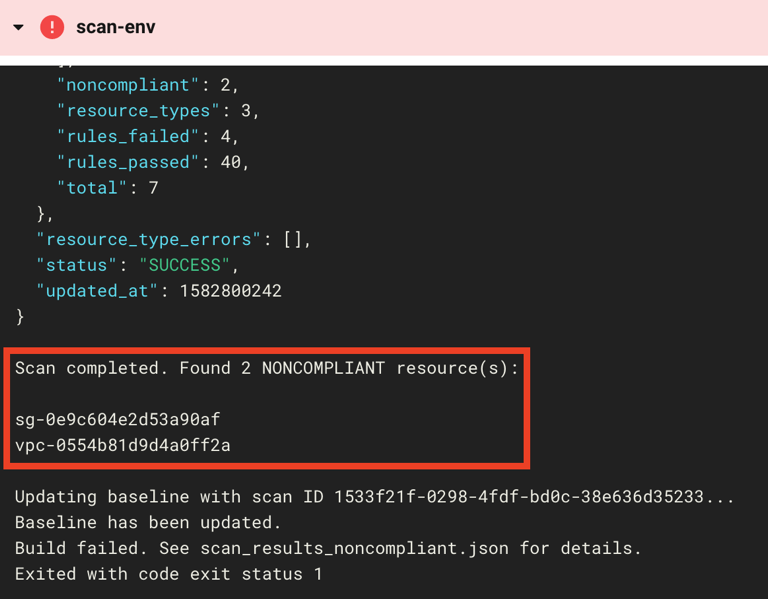 scan-env
],
"noncompliant": 2,
"resource_types": 3,
"rules_failed": 4,
"rules_passed": 40,
"total": 7
},
"resource_type_errors": [],
"status": "SUCCESS",
"updated_at": 1582800242
}
Scan completed. Found 2 NONCOMPLIANT resource(s):
sg-0e9c604e2d53a90af
vpc-0554b81d9d4a0ff2a
Updating baseline with scan ID 1533f21f-0298-4fdf-bd0c-38e636d35233...
Baseline has been updated.
Build failed. See scan_results_noncompliant.json for details.
Exited with code exit status 1